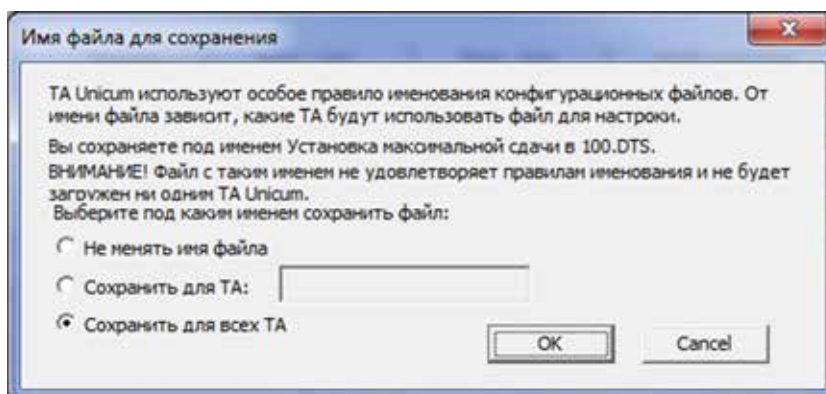 Имя файла для сохранения
TA Unicum используют особое правило именования конфигурационных файлов. От
имени файла зависит, какие ТА будут использовать файл для настроки.
Вы сохраняете под именем Установка максимальной сдачи в 100.DTS.
ВНИМАНИЕ! Файл с таким именем не удовлетворяет правилам именования и не будет
загружен ни одним TA Unicum.
Выберите под каким именем сохранить файл:
Не менять имя файла
Сохранить для ТА:
Сохранить для всех ТА
OK
Cancel